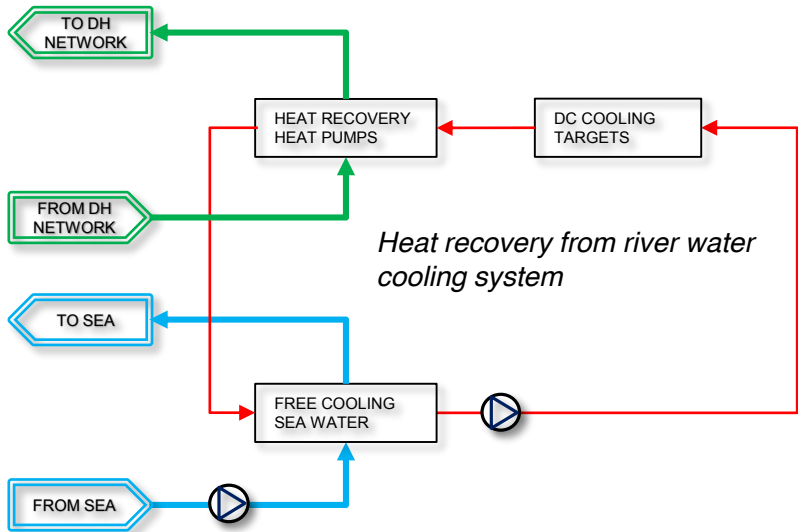 TO DH
NETWORK
HEAT RECOVERY
HEAT PUMPS
DC COOLING
TARGETS
FROM DH
NETWORK
Heat recovery from river water
cooling system
TO SEA
FREE COOLING
SEA WATER
FROM SEA